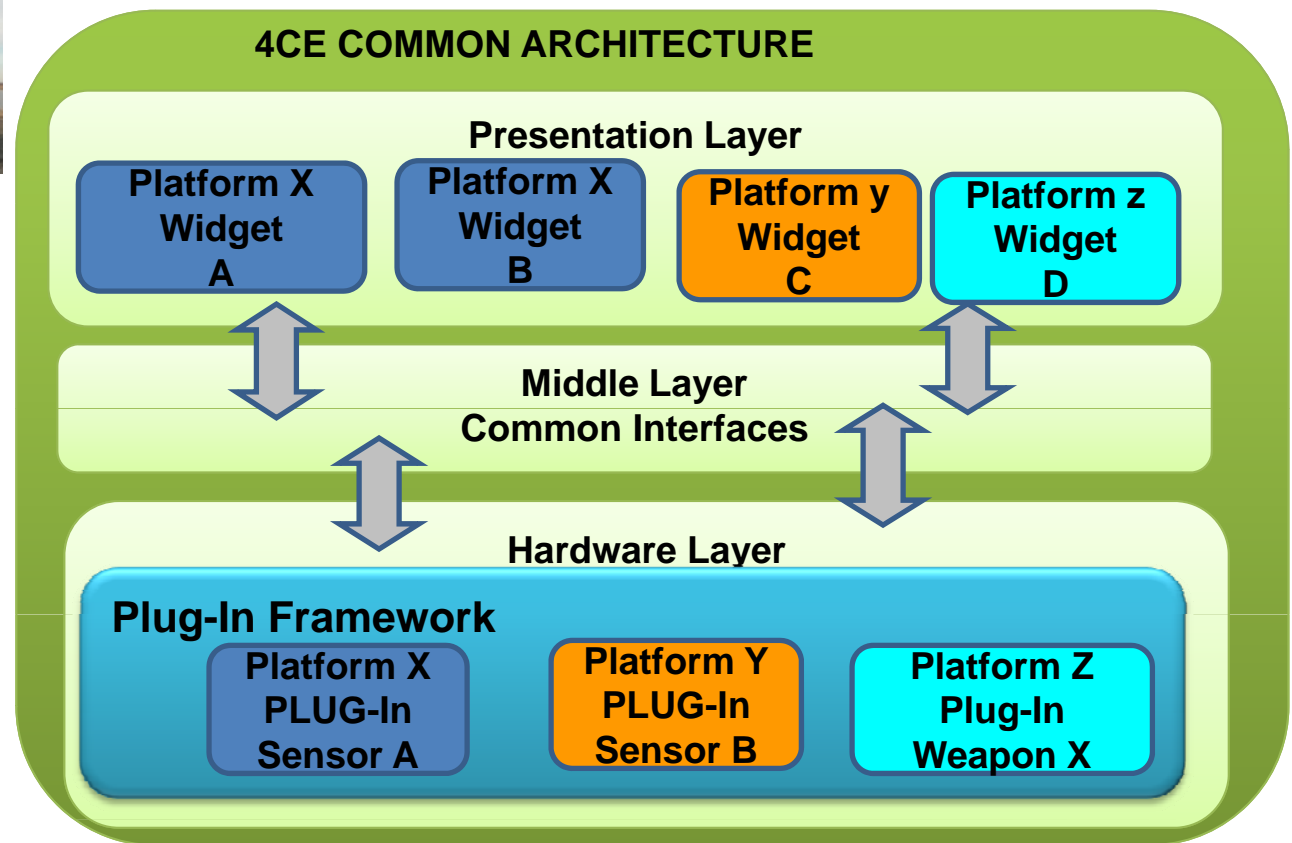 4CE COMMON ARCHITECTURE
Presentation Layer
Platform X
Widget
A
Platform X
Widget
B
Platform y
Widget
C
Platform z
Widget
D
Middle Layer
Common Interfaces
Hardware Layer
Plug-In Framework
Platform X
PLUG-In
Sensor A
Platform Y
PLUG-In
Sensor B
Platform Z
Plug-In
Weapon X